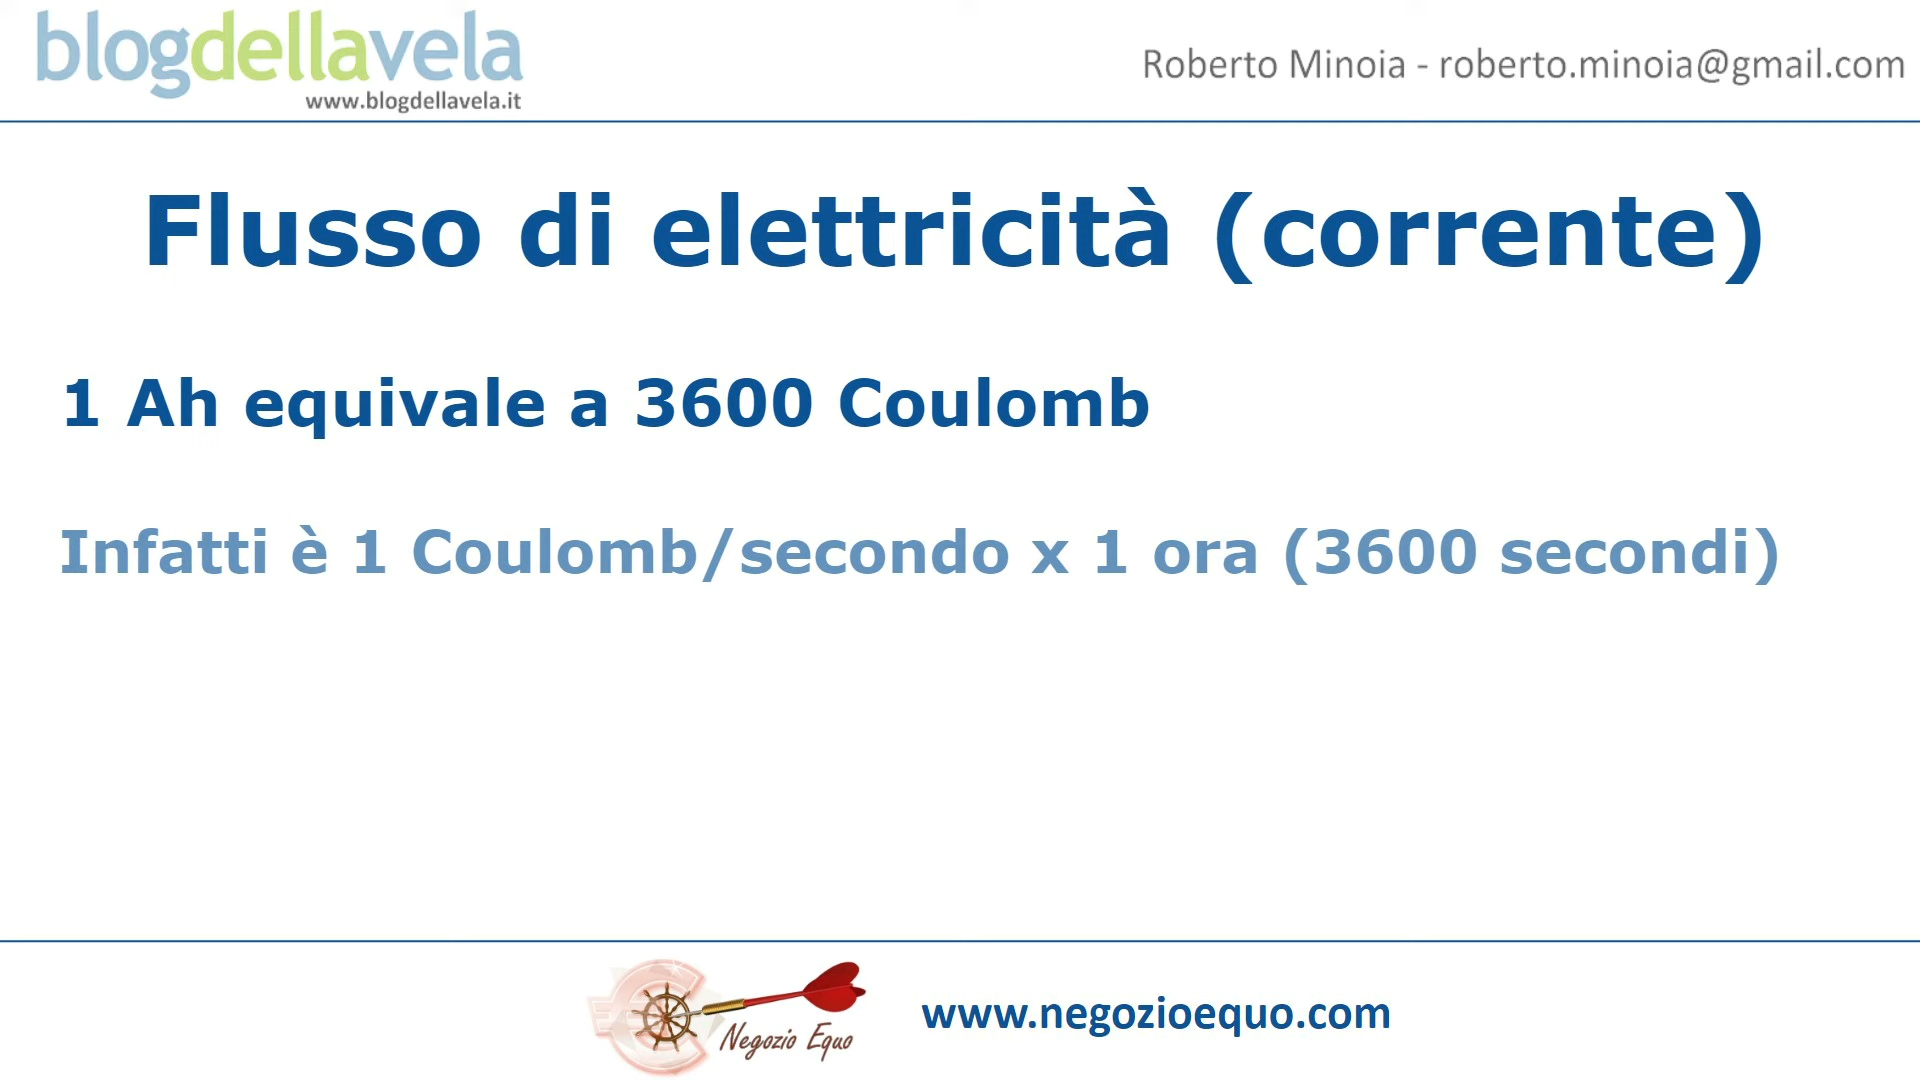 blogdellavela
www.blogdellavela.it
Roberto Minoia - roberto.minoia@gmail.com
Flusso di elettricità (corrente)
1 Ah equivale a 3600 Coulomb
Infatti è 1 Coulomb/secondo x 1 ora (3600 secondi)
Negozio Equo
www.negozioequo.com